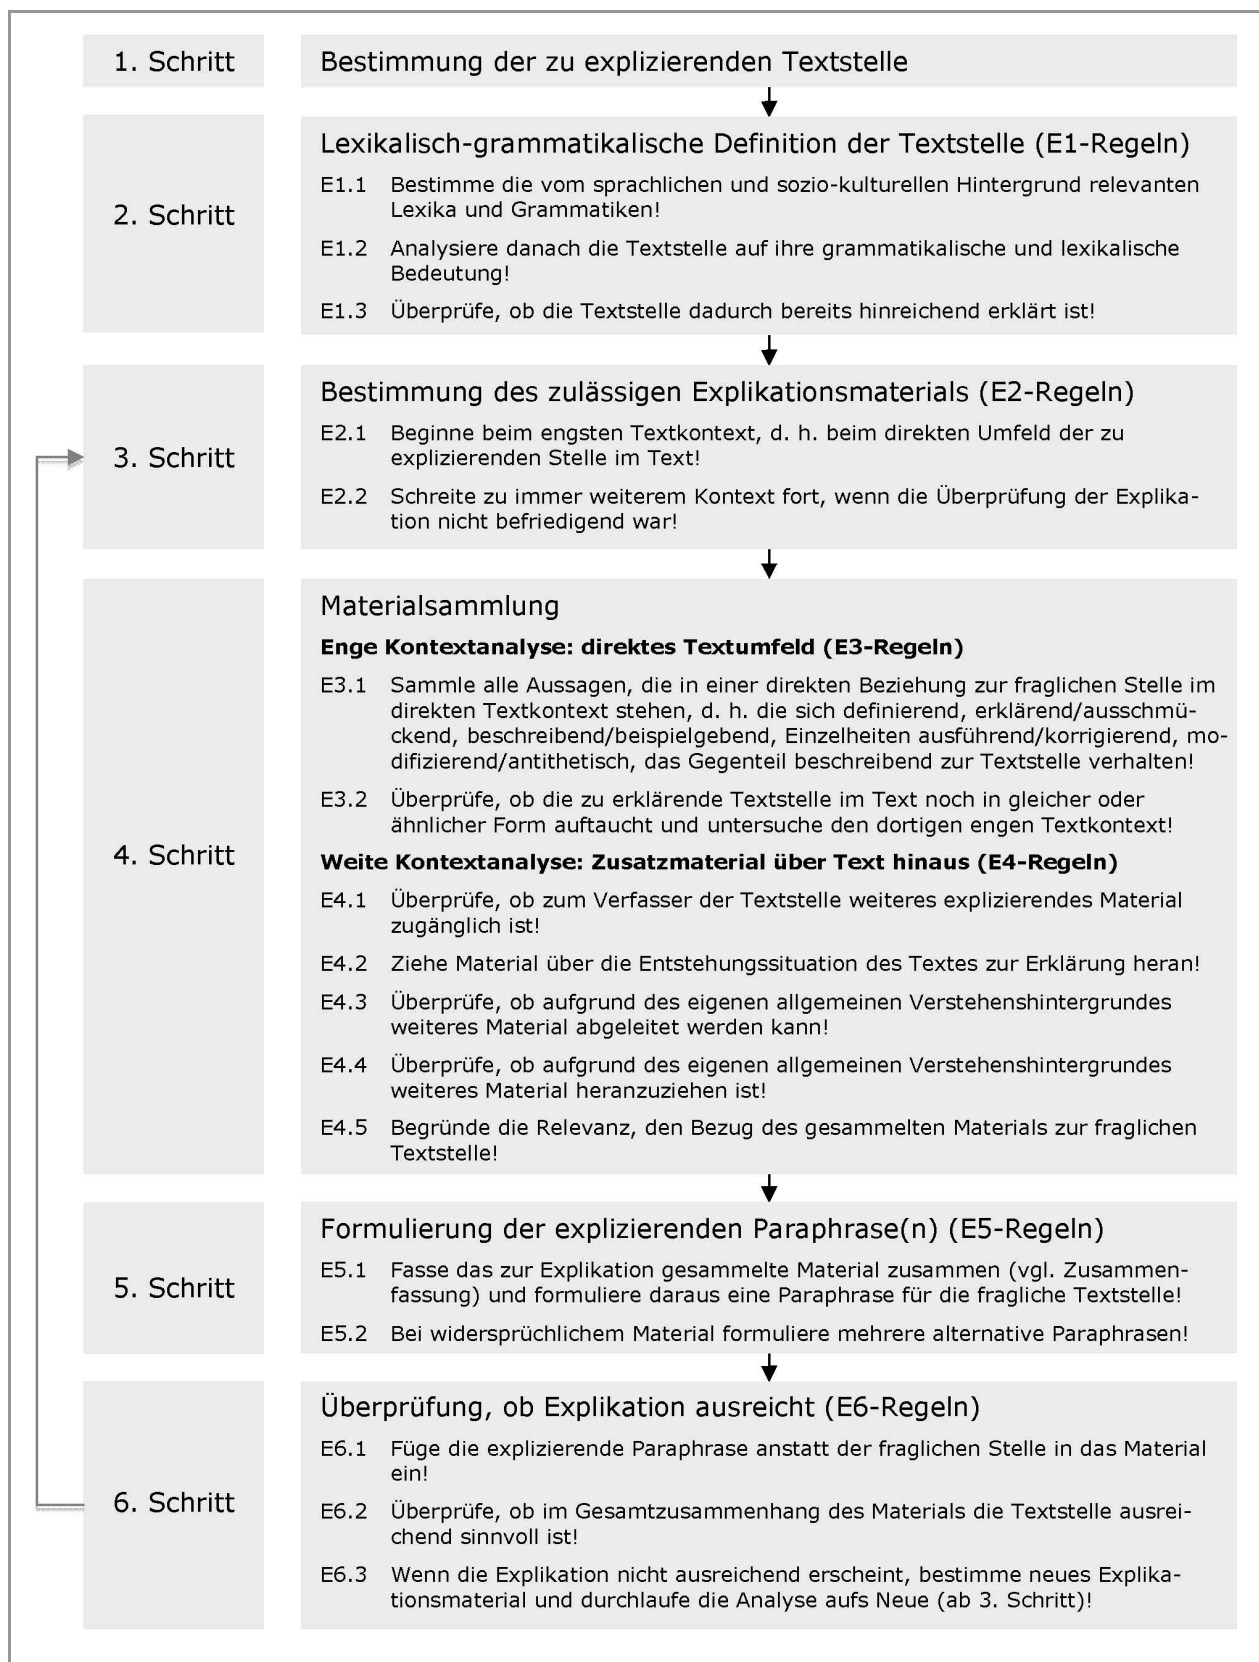 1. Schritt
Bestimmung der zu explizierenden Textstelle
2. Schritt
Lexikalisch-grammatikalische Definition der Textstelle (E1-Regeln)
E1.1 Bestimme die vom sprachlichen und sozio-kulturellen Hintergrund relevanten
Lexika und Grammatiken!
E1.2 Analysiere danach die Textstelle auf ihre grammatikalische und lexikalische
Bedeutung!
E1.3 Überprüfe, ob die Textstelle dadurch bereits hinreichend erklärt ist!
3. Schritt
Bestimmung des zulässigen Explikationsmaterials (E2-Regeln)
E2.1 Beginne beim engsten Textkontext, d. h. beim direkten Umfeld der zu
explizierenden Stelle im Text!
E2.2 Schreite zu immer weiterem Kontext fort, wenn die Überprüfung der Explika-
tion nicht befriedigend war!
4. Schritt
Materialsammlung
Enge Kontextanalyse: direktes Textumfeld (E3-Regeln)
E3.1 Sammle alle Aussagen, die in einer direkten Beziehung zur fraglichen Stelle im
direkten Textkontext stehen, d. h. die sich definierend, erklärend/ausschmü-
ckend, beschreibend/beispielgebend, Einzelheiten ausführend/korrigierend, mo-
difizierend/antithetisch, das Gegenteil beschreibend zur Textstelle verhalten!
E3.2 Überprüfe, ob die zu erklärende Textstelle im Text noch in gleicher oder
ähnlicher Form auftaucht und untersuche den dortigen engen Textkontext!
Weite Kontextanalyse: Zusatzmaterial über Text hinaus (E4-Regeln)
E4.1 Überprüfe, ob zum Verfasser der Textstelle weiteres explizierendes Material
zugänglich ist!
E4.2 Ziehe Material über die Entstehungssituation des Textes zur Erklärung heran!
E4.3 Überprüfe, ob aufgrund des eigenen allgemeinen Verstehenshintergrundes
weiteres Material abgeleitet werden kann!
E4.4 Überprüfe, ob aufgrund des eigenen allgemeinen Verstehenshintergrundes
weiteres Material heranzuziehen ist!
E4.5 Begründe die Relevanz, den Bezug des gesammelten Materials zur fraglichen
Textstelle!
5. Schritt
Formulierung der explizierenden Paraphrase(n) (E5-Regeln)
E5.1 Fasse das zur Explikation gesammelte Material zusammen (vgl. Zusammen-
fassung) und formuliere daraus eine Paraphrase für die fragliche Textstelle!
E5.2 Bei widersprüchlichem Material formuliere mehrere alternative Paraphrasen!
6. Schritt
Überprüfung, ob Explikation ausreicht (E6-Regeln)
E6.1 Füge die explizierende Paraphrase anstatt der fraglichen Stelle in das Material
ein!
E6.2 Überprüfe, ob im Gesamtzusammenhang des Materials die Textstelle ausrei-
chend sinnvoll ist!
E6.3 Wenn die Explikation nicht ausreichend erscheint, bestimme neues Explika-
tionsmaterial und durchlaufe die Analyse aufs Neue (ab 3. Schritt)!